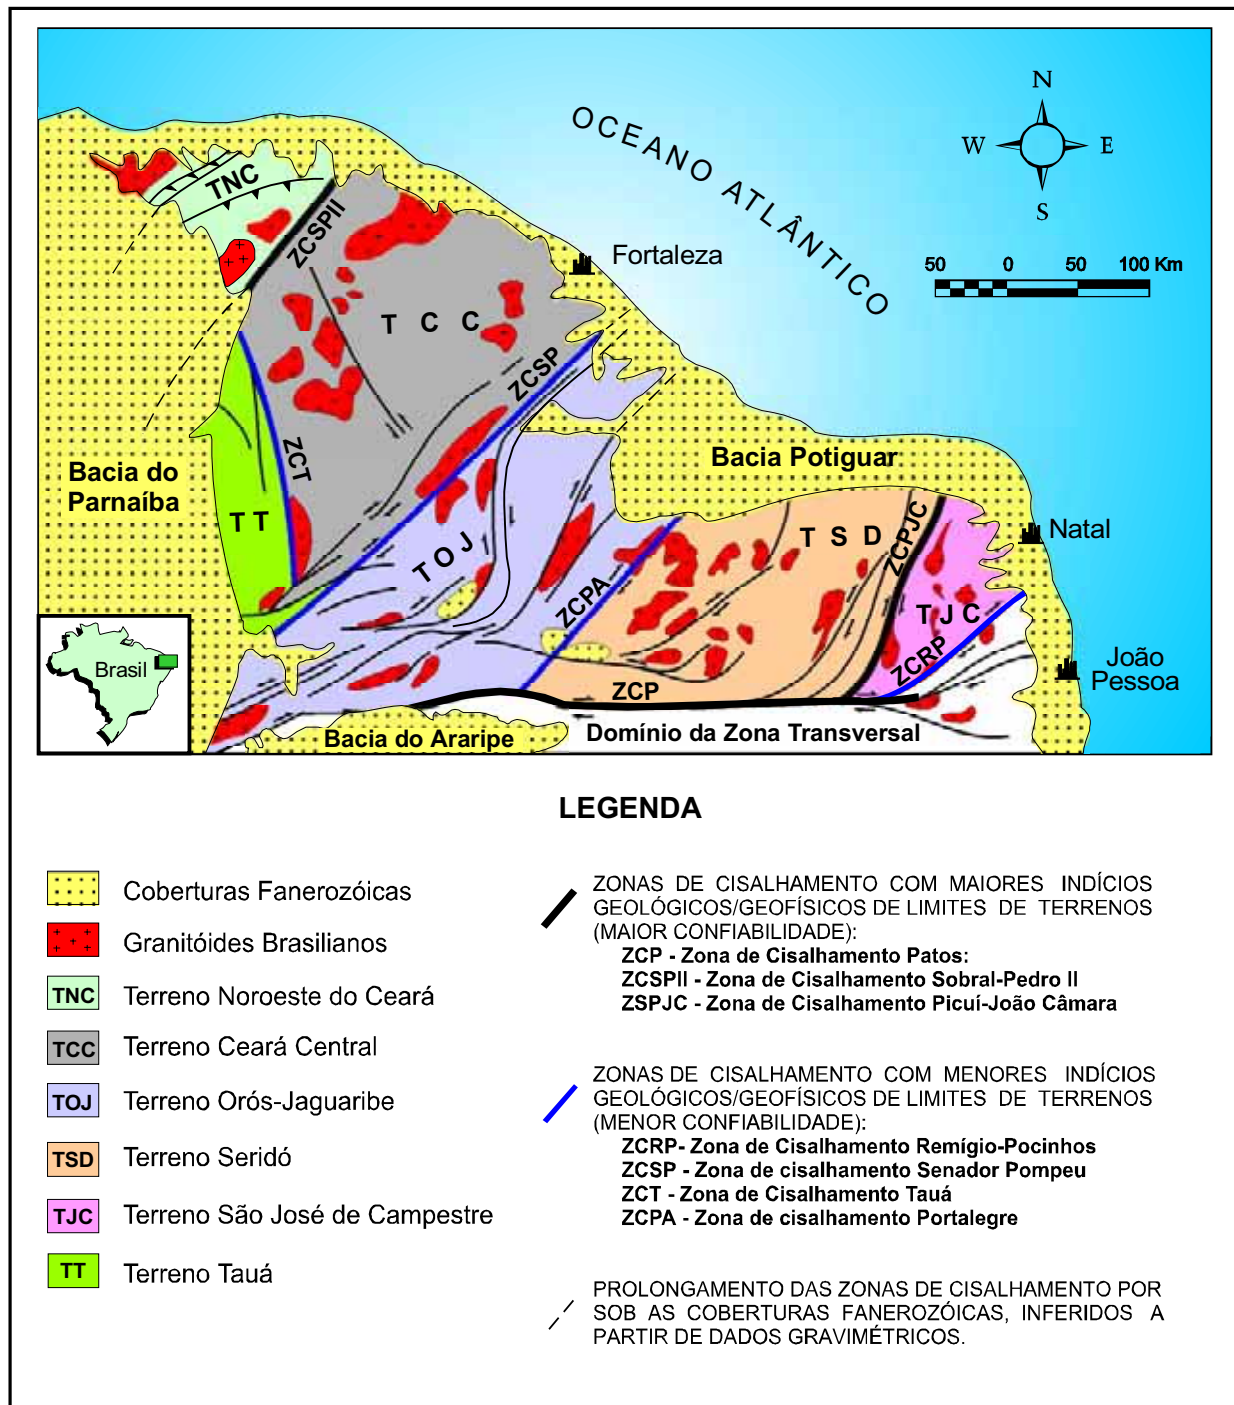 N
W
E
S
OCEANO ATLÂNTICO
50 0 50 100 Km
TNC
ZCSPII
Fortaleza
T C C
ZCSP
ZCT
Bacia do
Parnaíba
T T
Bacia Potiguar
T O J
ZCPA
T S D
ZCPJC
Natal
T J C
ZCRP
João
Pessoa
Brasil
ZCP
Bacia do Araripe
Domínio da Zona Transversal
LEGENDA
Coberturas Fanerozóicas
Granitóides Brasilianos
TNC Terreno Noroeste do Ceará
TCC Terreno Ceará Central
TOJ Terreno Orós-Jaguaribe
TSD Terreno Seridó
TJC Terreno São José de Campestre
TT Terreno Tauá
ZONAS DE CISALHAMENTO COM MAIORES INDÍCIOS
GEOLÓGICOS/GEOFÍSICOS DE LIMITES DE TERRENOS
(MAIOR CONFIABILIDADE):
ZCP - Zona de Cisalhamento Patos:
ZCSPII - Zona de Cisalhamento Sobral-Pedro II
ZSPJC - Zona de Cisalhamento Picuí-João Câmara
ZONAS DE CISALHAMENTO COM MENORES INDÍCIOS
GEOLÓGICOS/GEOFÍSICOS DE LIMITES DE TERRENOS
(MENOR CONFIABILIDADE):
ZCRP- Zona de Cisalhamento Remígio-Pocinhos
ZCSP - Zona de cisalhamento Senador Pompeu
ZCT - Zona de Cisalhamento Tauá
ZCPA - Zona de cisalhamento Portalegre
PROLONGAMENTO DAS ZONAS DE CISALHAMENTO POR
SOB AS COBERTURAS FANEROZÓICAS, INFERIDOS A
PARTIR DE DADOS GRAVIMÉTRICOS.